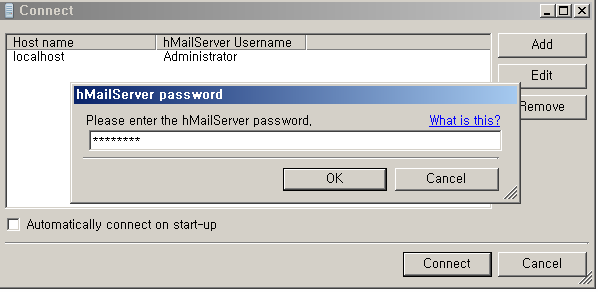 Connect
Host name hMailServer Username
localhost Administrator
Add
Edit
Remove
hMailServer password
Please enter the hMailServer password, What is this?
********
OK Cancel
Automatically connect on start-up
Connect Cancel